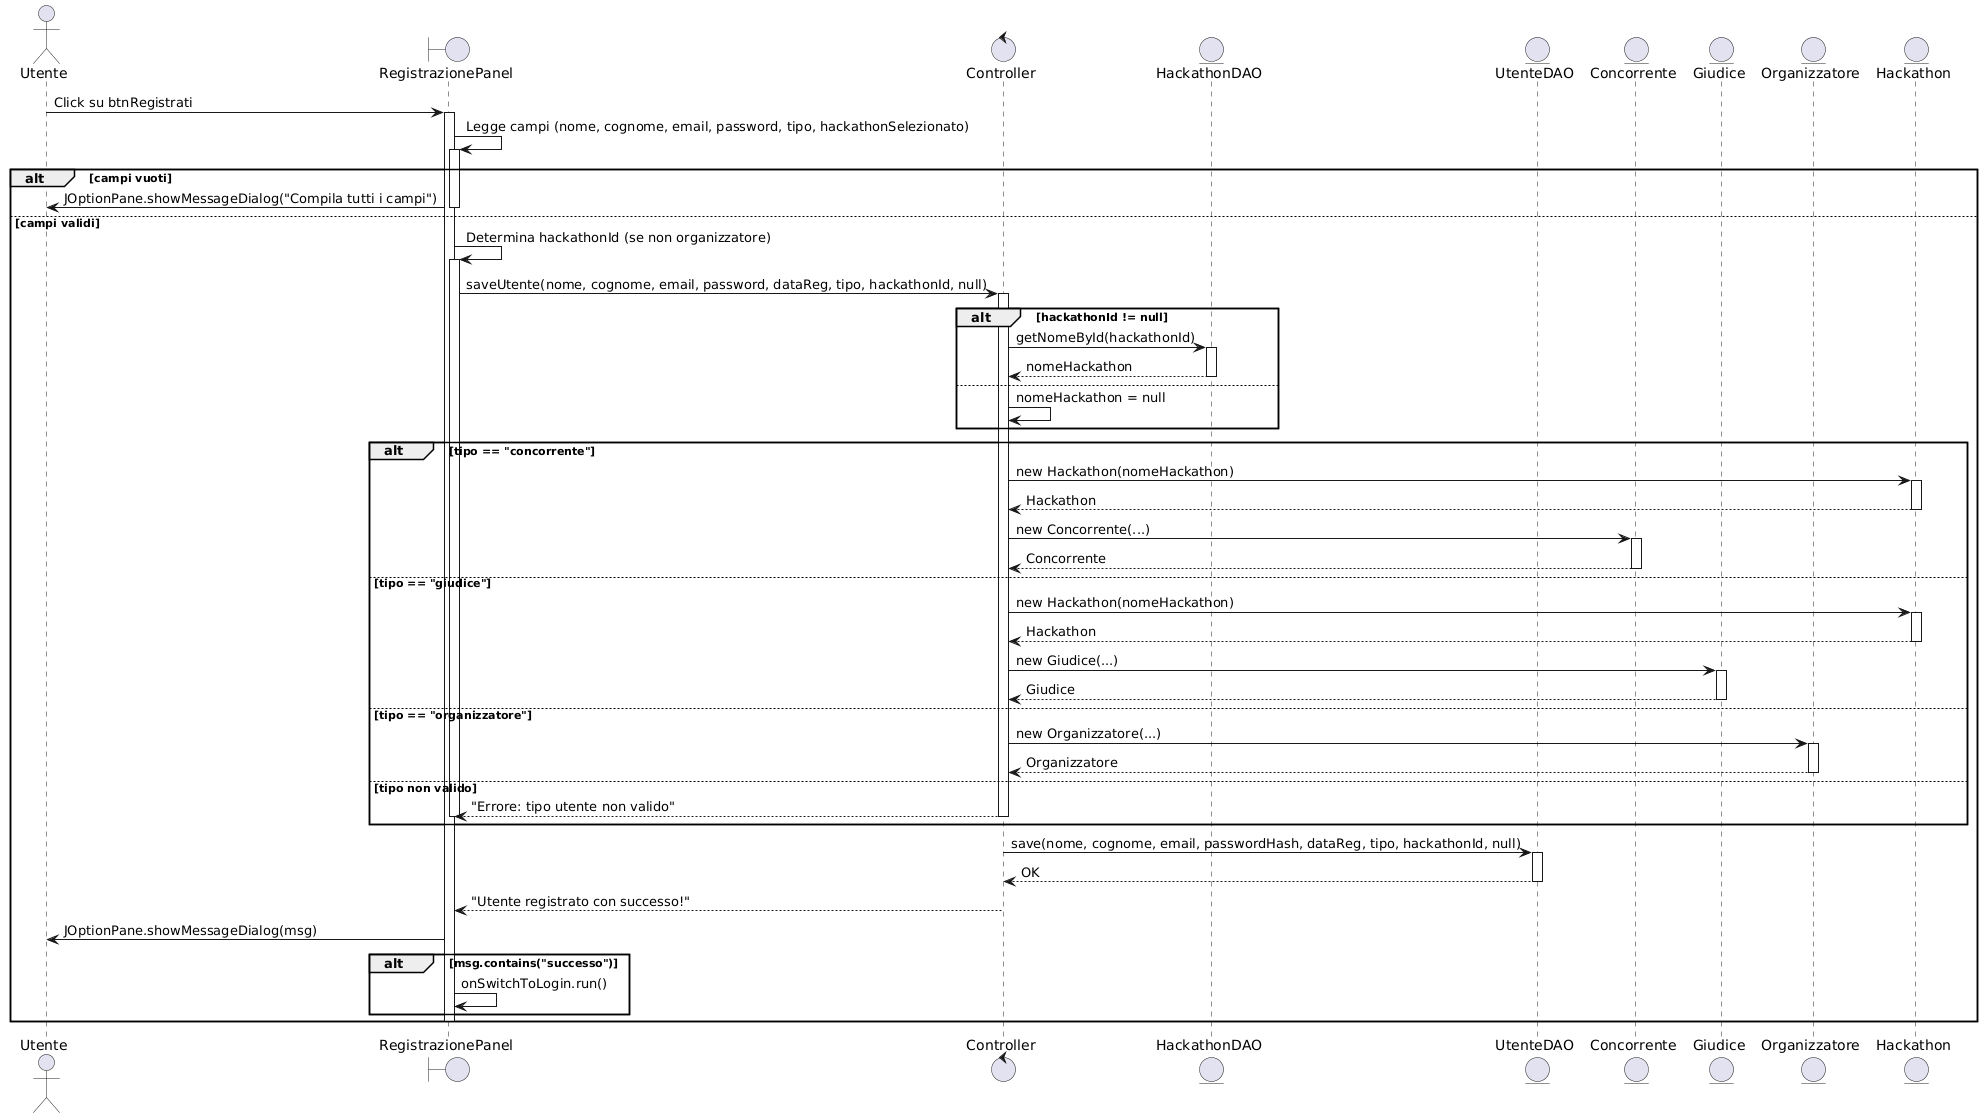 Utente
RegistrazionePanel
Controller
HackathonDAO
UtenteDAO
Concorrente
Giudice
Organizzatore
Hackathon
Click su btnRegistrati
Legge campi (nome, cognome, email, password, tipo, hackathonSelezionato)
alt [campi vuoti]
JOptionPane.showMessageDialog("Compila tutti i campi")
[campi validi]
Determina hackathonId (se non organizzatore)
saveUtente(nome, cognome, email, password, dataReg, tipo, hackathonId, null)
alt [hackathonId != null]
getNomeById(hackathonId)
nomeHackathon
nomeHackathon = null
alt [tipo == "concorrente"]
new Hackathon(nomeHackathon)
Hackathon
new Concorrente(...)
Concorrente
[tipo == "giudice"]
new Hackathon(nomeHackathon)
Hackathon
new Giudice(...)
Giudice
[tipo == "organizzatore"]
new Organizzatore(...)
Organizzatore
[tipo non valido]
"Errore: tipo utente non valido"
save(nome, cognome, email, passwordHash, dataReg, tipo, hackathonId, null)
OK
"Utente registrato con successo!"
JOptionPane.showMessageDialog(msg)
alt [msg.contains("successo")]
onSwitchToLogin.run()
Utente
RegistrazionePanel
Controller
HackathonDAO
UtenteDAO
Concorrente
Giudice
Organizzatore
Hackathon